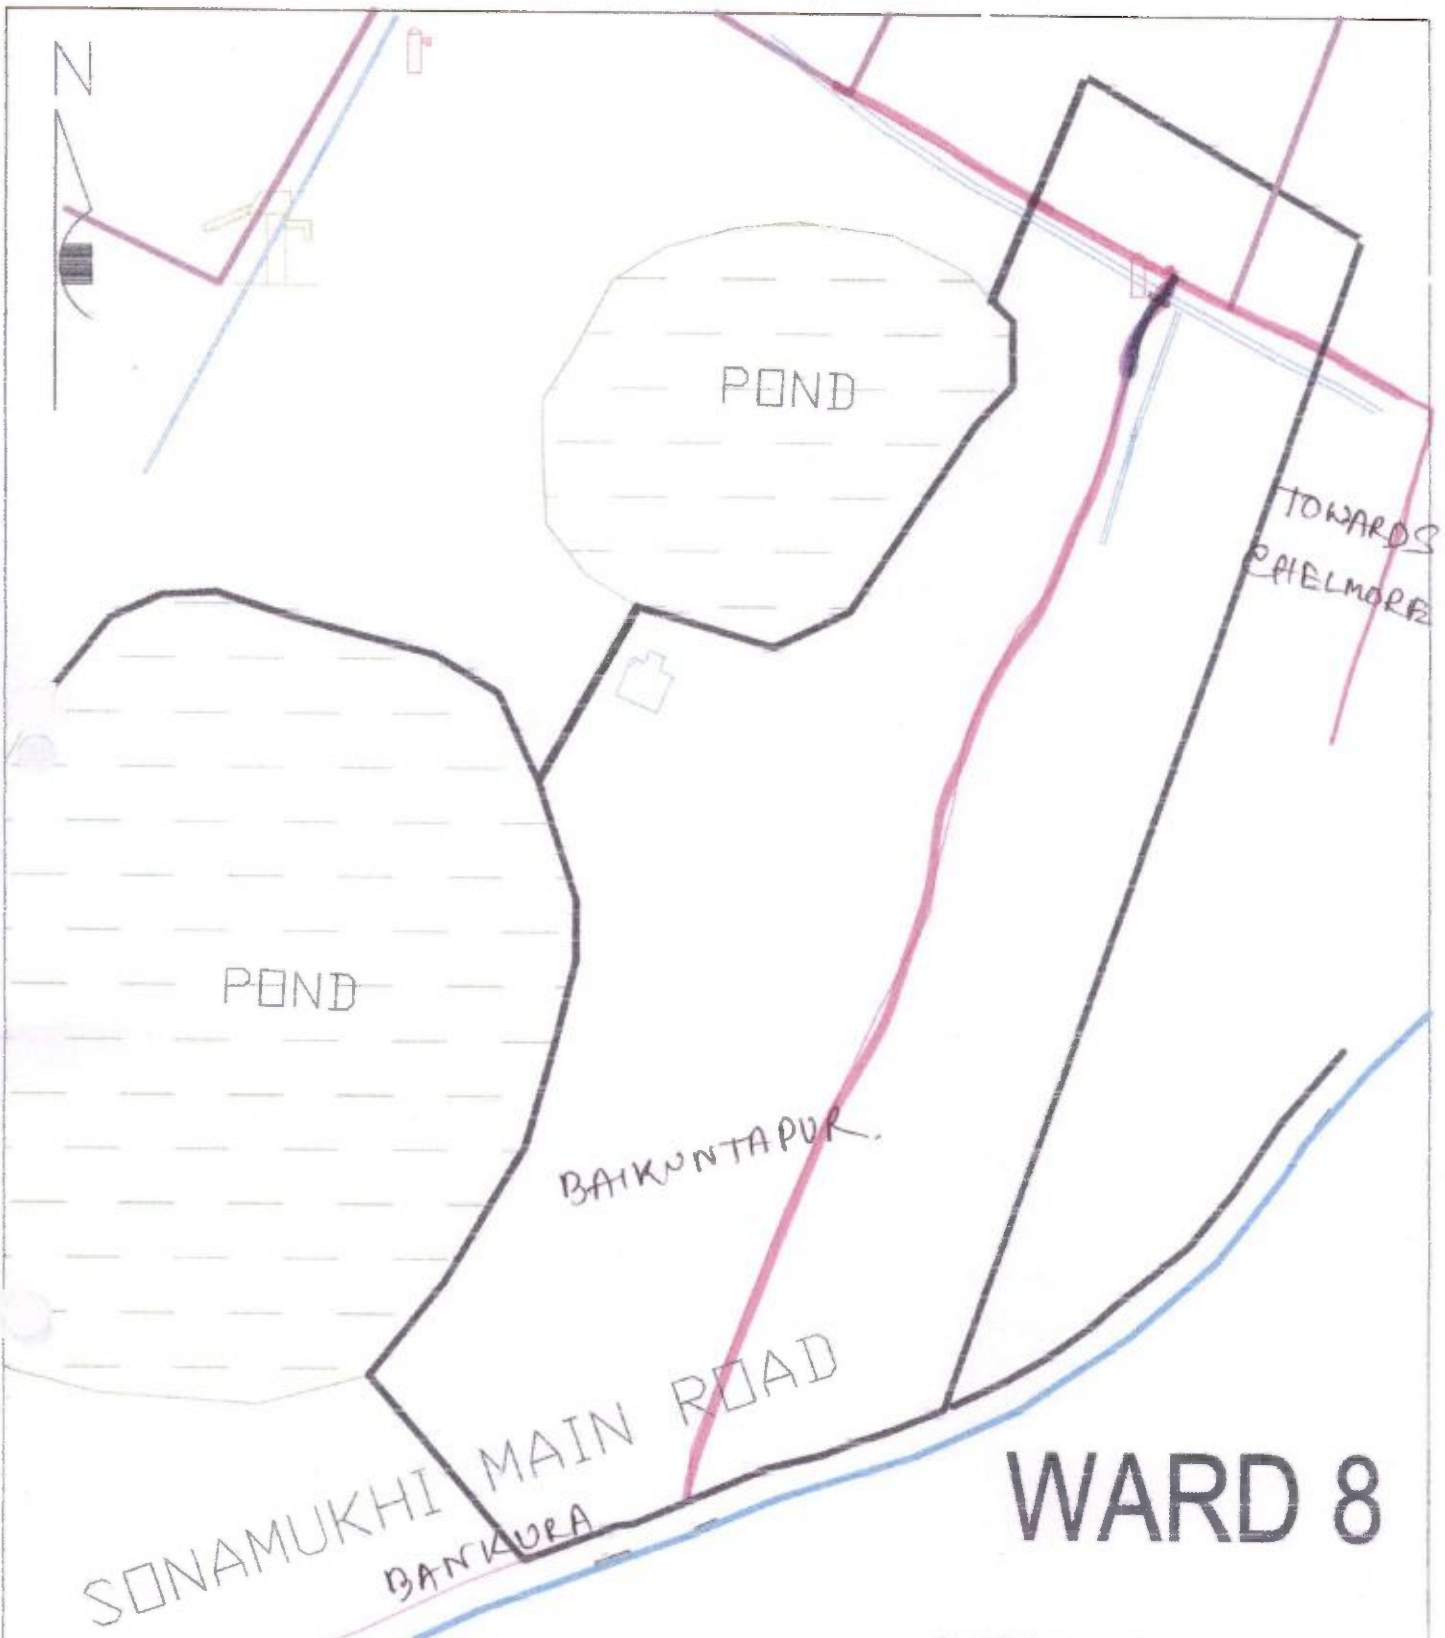 N
POND
TOWARDS
CHELMORE
POND
BAIKUNTAPUR.
SONAMUKHI MAIN ROAD
BANKURA
WARD 8